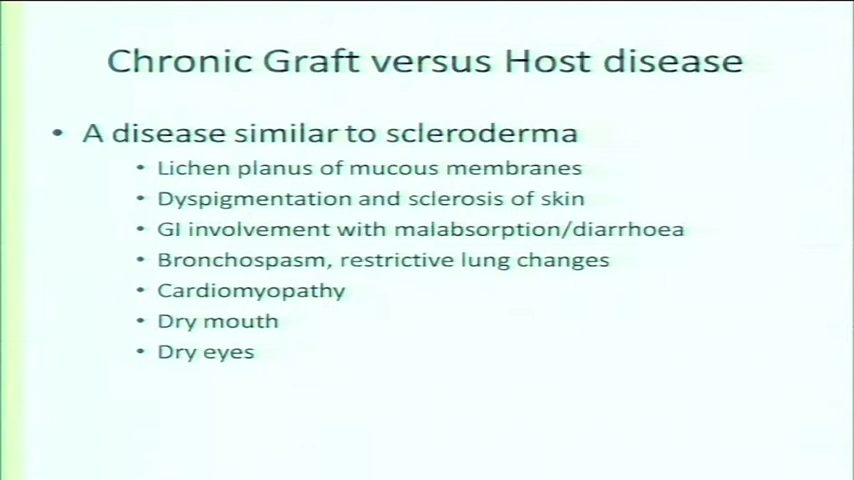 Chronic Graft versus Host disease
• A disease similar to scleroderma
• Lichen planus of mucous membranes
• Dyspigmentation and sclerosis of skin
• GI involvement with malabsorption/diarrhoea
• Bronchospasm, restrictive lung changes
• Cardiomyopathy
• Dry mouth
• Dry eyes